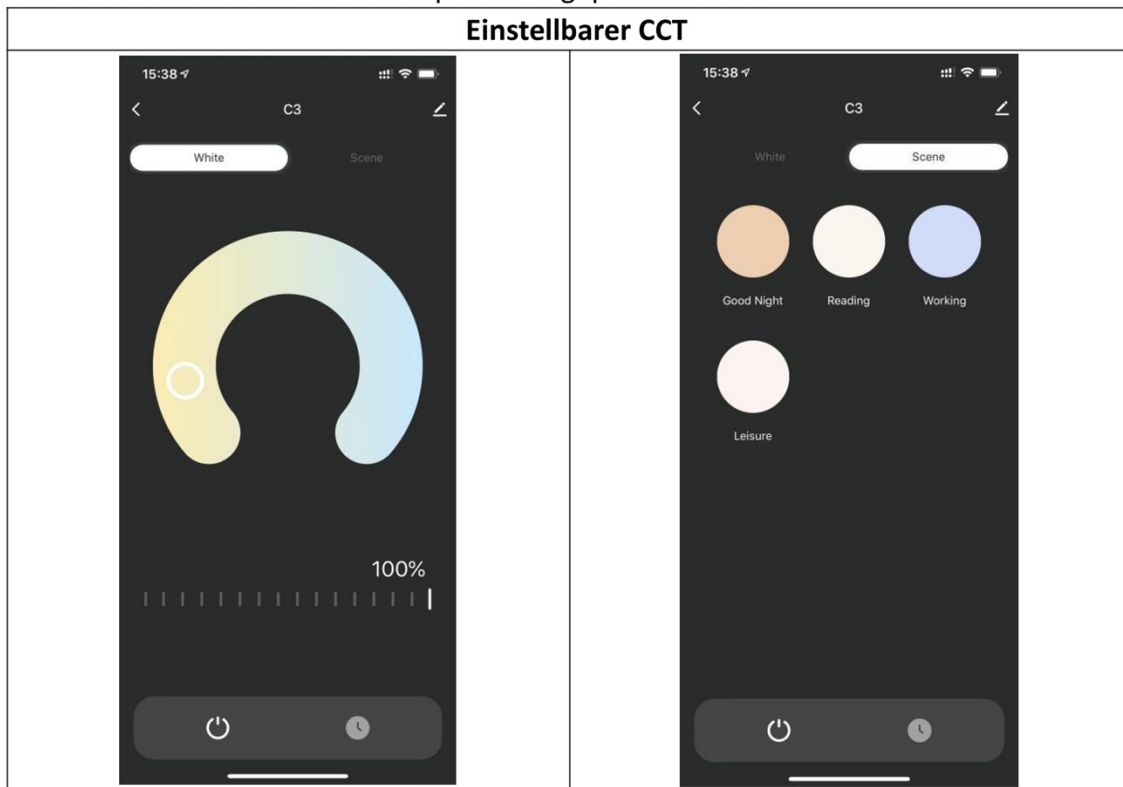 Einstellbarer CCT
15:38
C3
White Scene
100%
15:38
C3
White Scene
Good Night Reading Working
Leisure